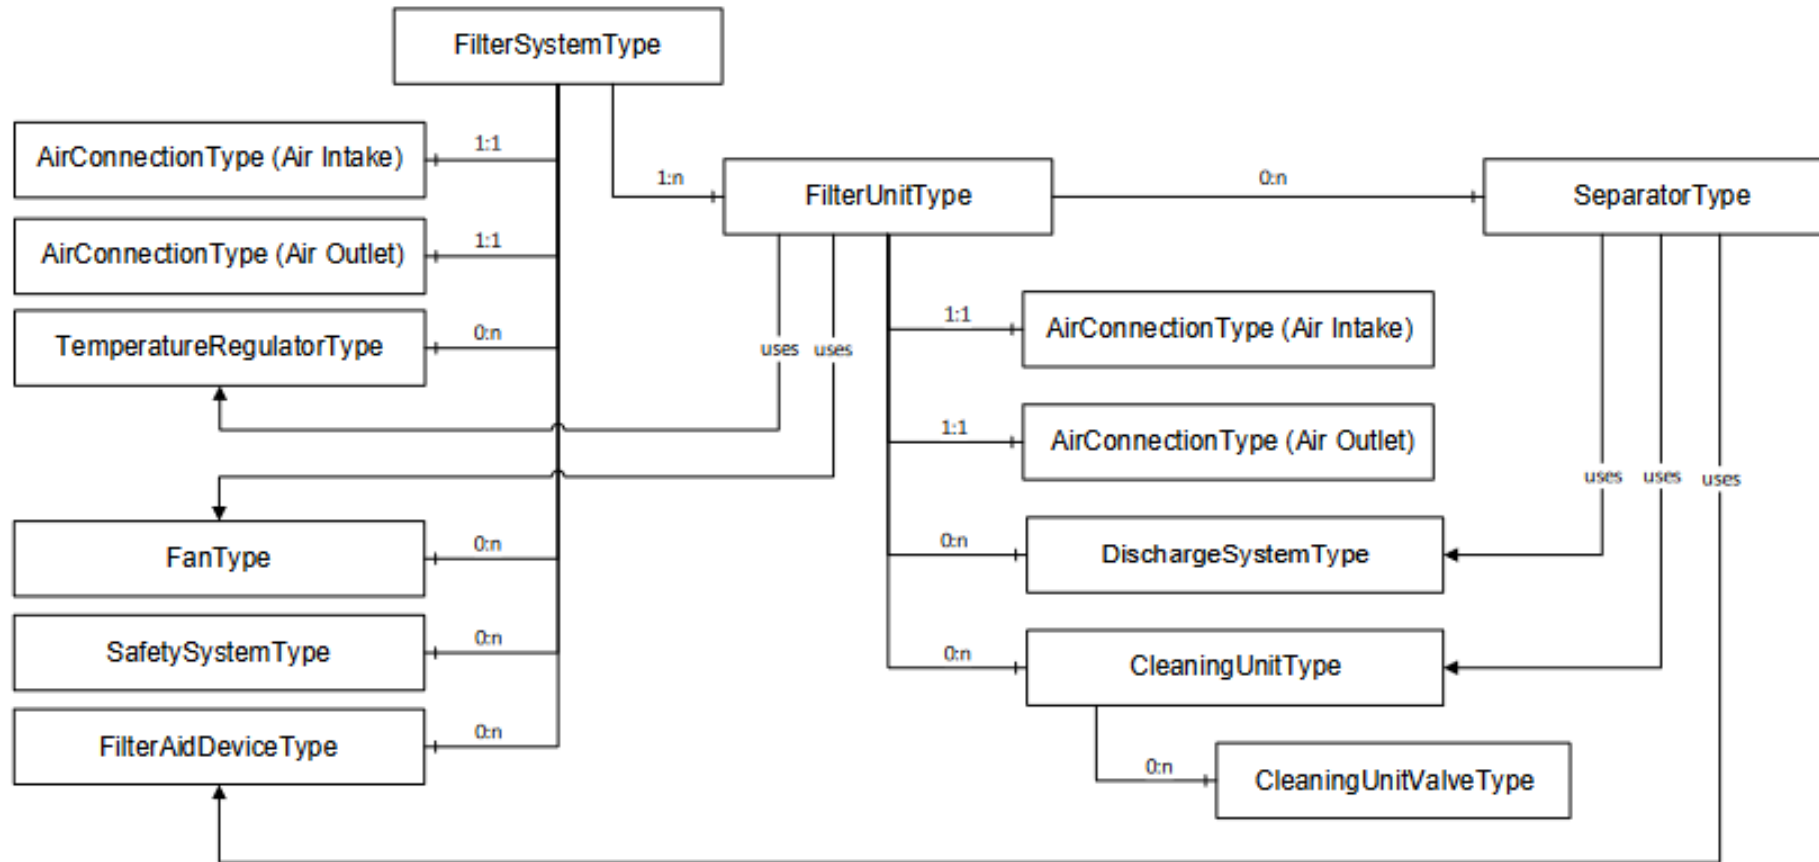 FilterSystemType
AirConnectionType (Air Intake)
1:1
1:n
FilterUnitType
0:n
SeparatorType
AirConnectionType (Air Outlet)
1:1
TemperatureRegulatorType
0:n
uses
uses
1:1
AirConnectionType (Air Intake)
1:1
AirConnectionType (Air Outlet)
uses
uses
uses
FanType
0:n
0:n
DischargeSystemType
SafetySystemType
0:n
0:n
CleaningUnitType
FilterAidDeviceType
0:n
0:n
CleaningUnitValveType